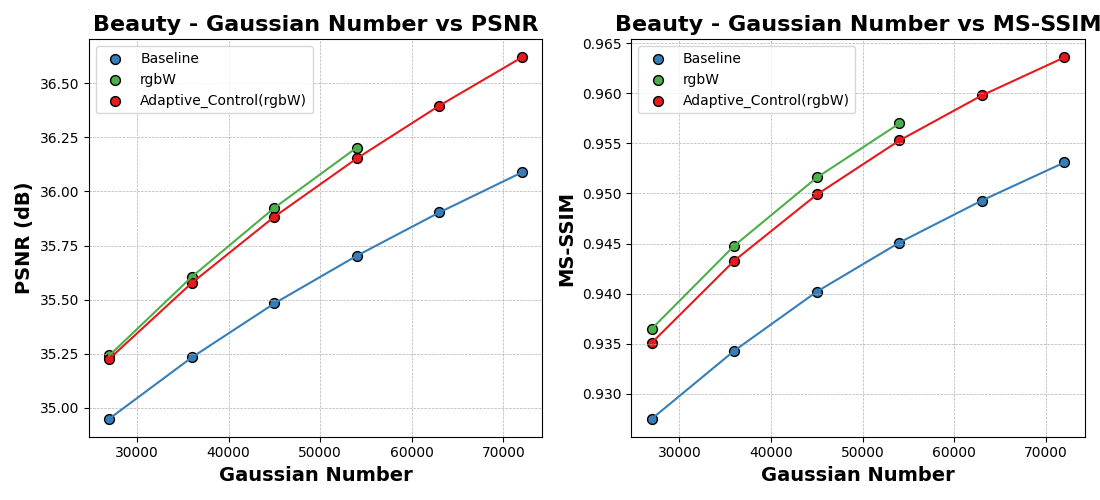 Beauty - Gaussian Number vs PSNR
Baseline
rgbW
Adaptive_Control(rgbW)
PSNR (dB)
36.50
36.25
36.00
35.75
35.50
35.25
35.00
30000 40000 50000 60000 70000
Gaussian Number
Beauty - Gaussian Number vs MS-SSIM
Baseline
rgbW
Adaptive_Control(rgbW)
MS-SSIM
0.965
0.960
0.955
0.950
0.945
0.940
0.935
0.930
30000 40000 50000 60000 70000
Gaussian Number